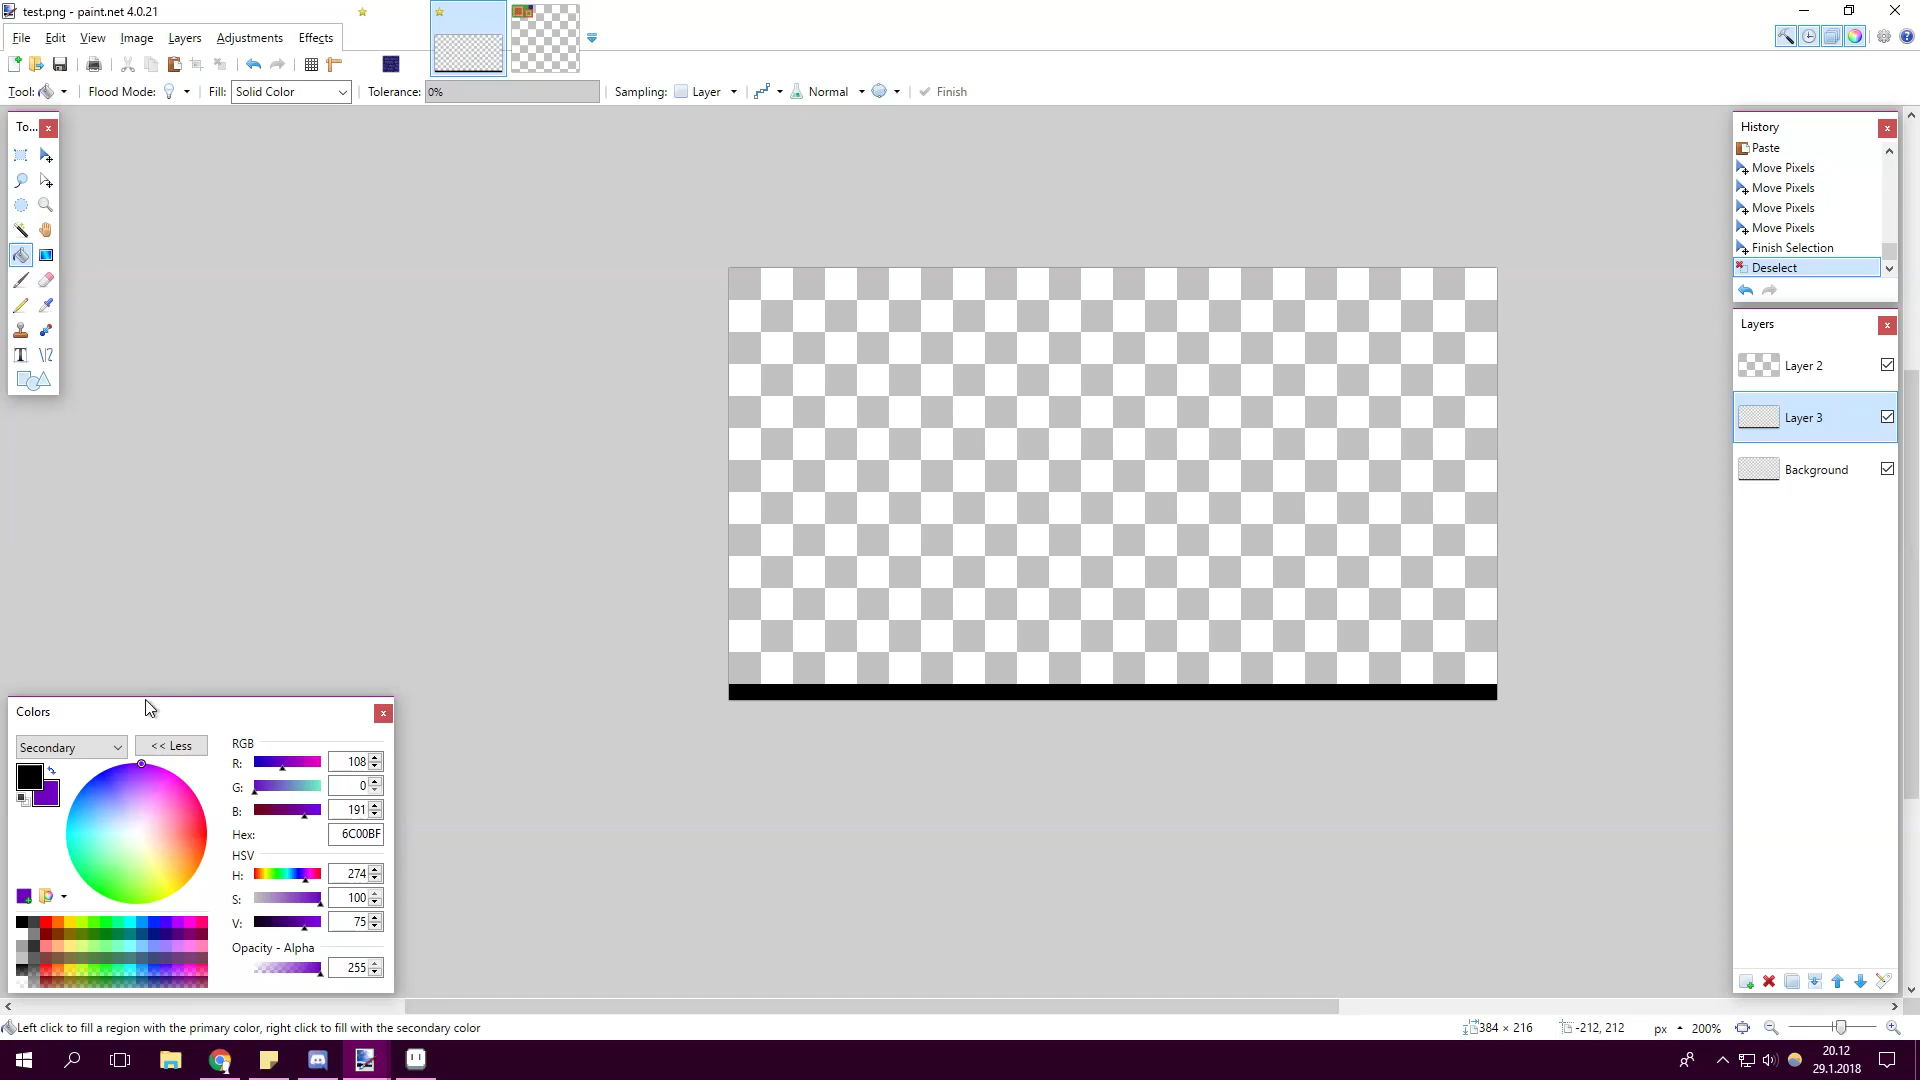 test.png - paint.net 4.0.21
File Edit View Image Layers Adjustments Effects
Tool: Flood Mode: Fill: Solid Color Tolerance: 0% Sampling: Layer Normal Finish
To...
History
Paste
Move Pixels
Move Pixels
Move Pixels
Move Pixels
Finish Selection
Deselect
Layers
Layer 2
Layer 3
Background
Colors
Secondary << Less
RGB
R: 108
G: 0
B: 191
Hex: 6C00BF
HSV
H: 274
S: 100
V: 75
Opacity - Alpha
255
Left click to fill a region with the primary color, right click to fill with the secondary color
384 × 216 -212, 212 px 200%
20.12
29.1.2018